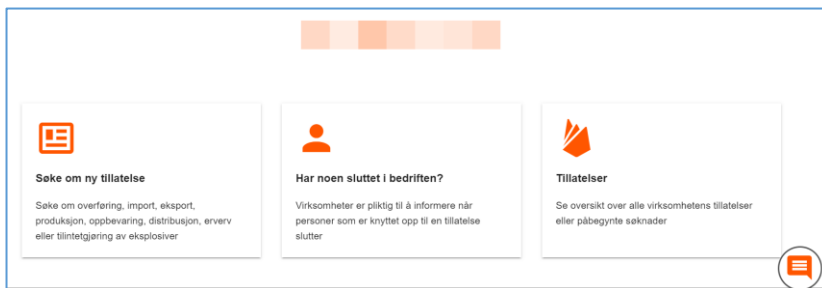 Søke om ny tillatelse
Søke om overføring, import, eksport,
produksjon, oppbevaring, distribusjon, erverv
eller tilintetgjøring av eksplosiver
Har noen sluttet i bedriften?
Virksomheter er pliktig til å informere når
personer som er knyttet opp til en tillatelse
slutter
Tillatelser
Se oversikt over alle virksomhetens tillatelser
eller påbegynte søknader